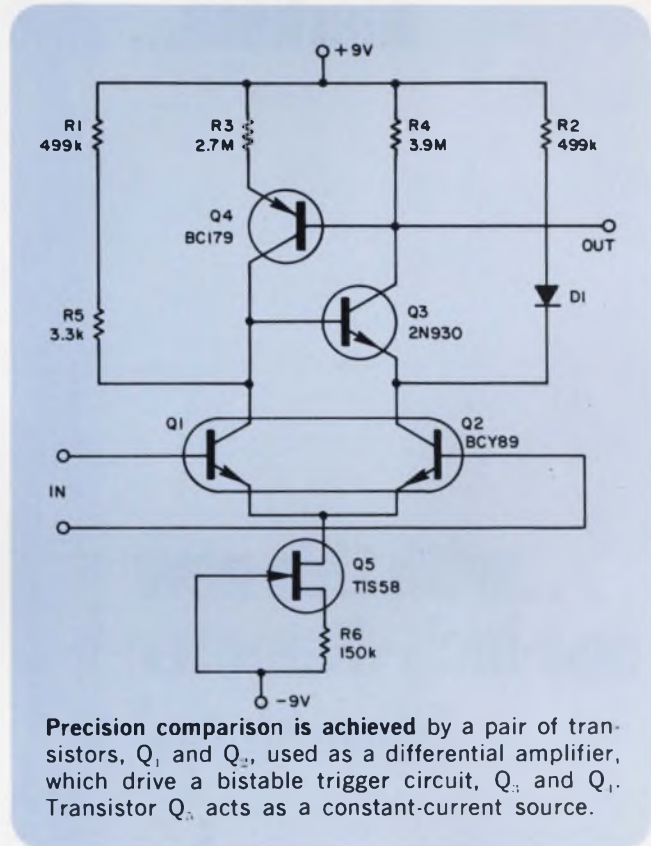 +9V
R1
499k
R3
2.7M
R4
3.9M
R2
499k
Q4
BC179
OUT
R5
3.3k
Q3
2N930
D1
Q1
Q2
BCY89
IN
Q5
TIS58
R6
150k
-9V
Precision comparison is achieved by a pair of tran-
sistors, Q₁ and Q₂, used as a differential amplifier,
which drive a bistable trigger circuit, Q₃ and Q₄.
Transistor Q₅ acts as a constant-current source.